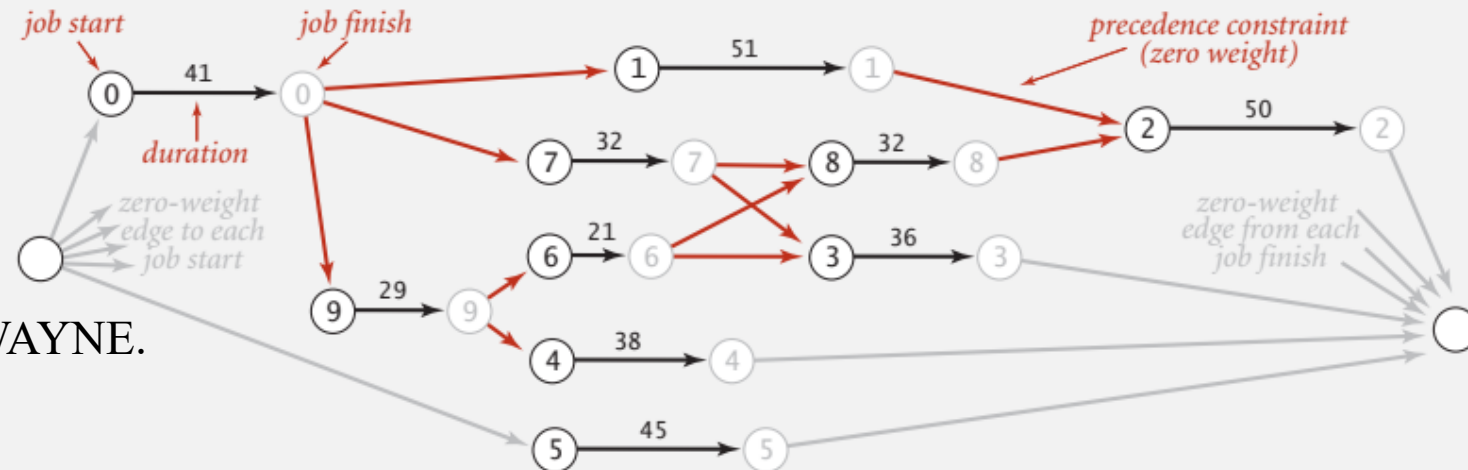 job start
job finish
precedence constraint
(zero weight)
0
41
0
1
51
1
duration
7
32
7
8
32
8
2
50
2
zero-weight
edge to each
job start
zero-weight
edge from each
job finish
6
21
6
3
36
3
9
29
9
WAYNE.
4
38
4
5
45
5